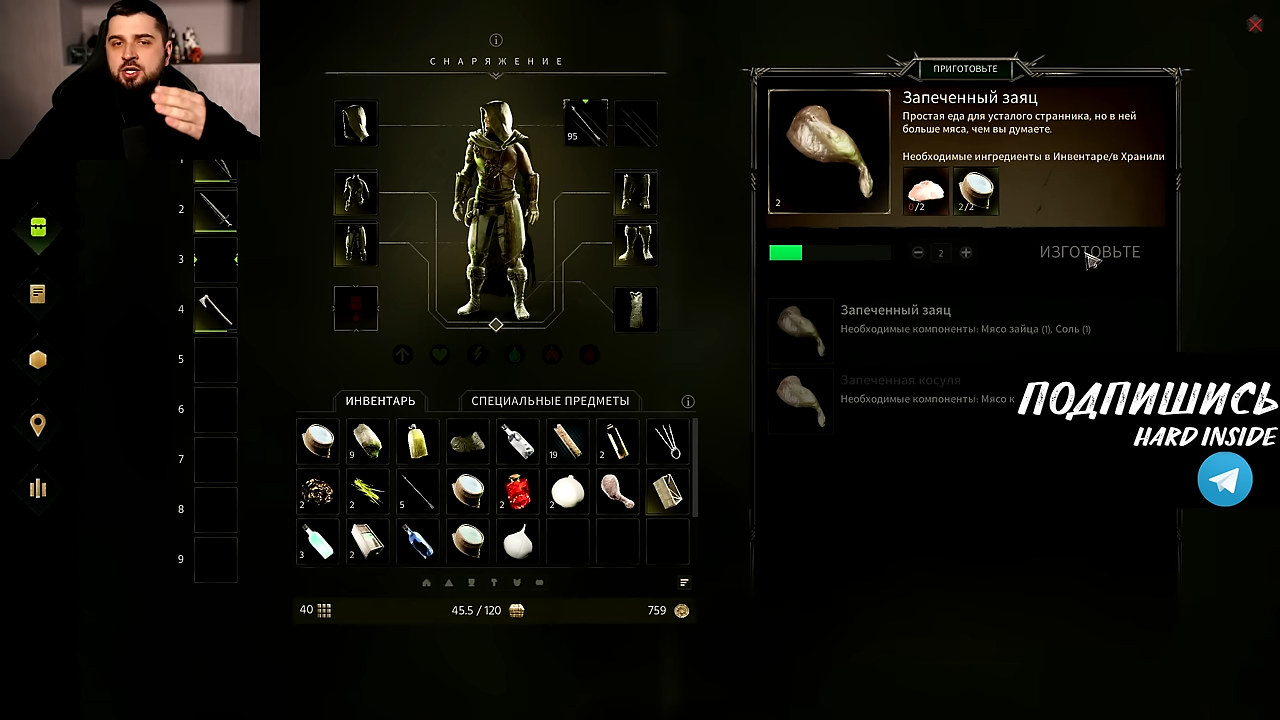 СНАРЯЖЕНИЕ
95
2
3
4
5
6
7
8
9
ИНВЕНТАРЬ
СПЕЦИАЛЬНЫЕ ПРЕДМЕТЫ
9
19
2
2
2
5
2
2
3
2
40
45.5 / 120
759
ПРИГОТОВЬТЕ
Запеченный заяц
Простая еда для усталого странника, но в ней
больше мяса, чем вы думаете.
Необходимые ингредиенты в Инвентаре/в Хранили
2
0/2
2/2
2
ИЗГОТОВЬТЕ
Запеченный заяц
Необходимые компоненты: Мясо зайца (1), Соль (1)
Запеченная косуля
Необходимые компоненты: Мясо к
ПОДПИШИСЬ
HARD INSIDE